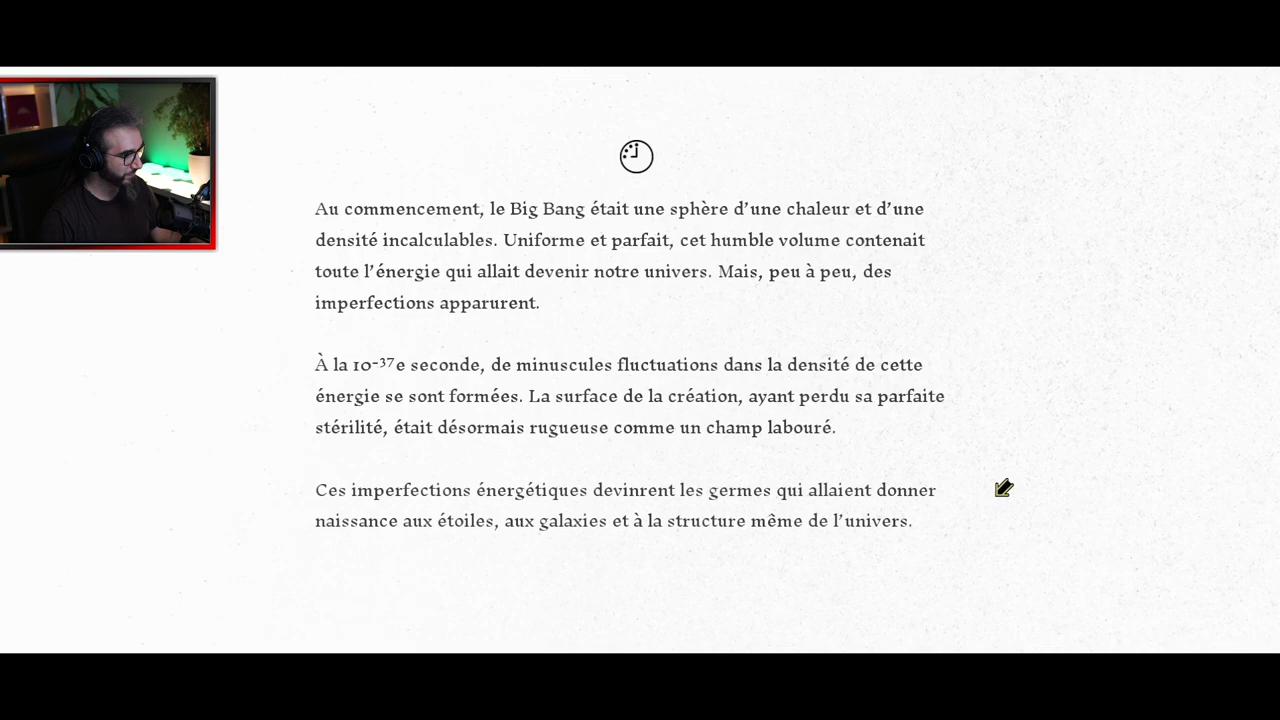 Au commencement, le Big Bang était une sphère d’une chaleur et d’une
densité incalculables. Uniforme et parfait, cet humble volume contenait
toute l’énergie qui allait devenir notre univers. Mais, peu à peu, des
imperfections apparurent.
À la 10⁻³⁷e seconde, de minuscules fluctuations dans la densité de cette
énergie se sont formées. La surface de la création, ayant perdu sa parfaite
stérilité, était désormais rugueuse comme un champ labouré.
Ces imperfections énergétiques devinrent les germes qui allaient donner
naissance aux étoiles, aux galaxies et à la structure même de l’univers.